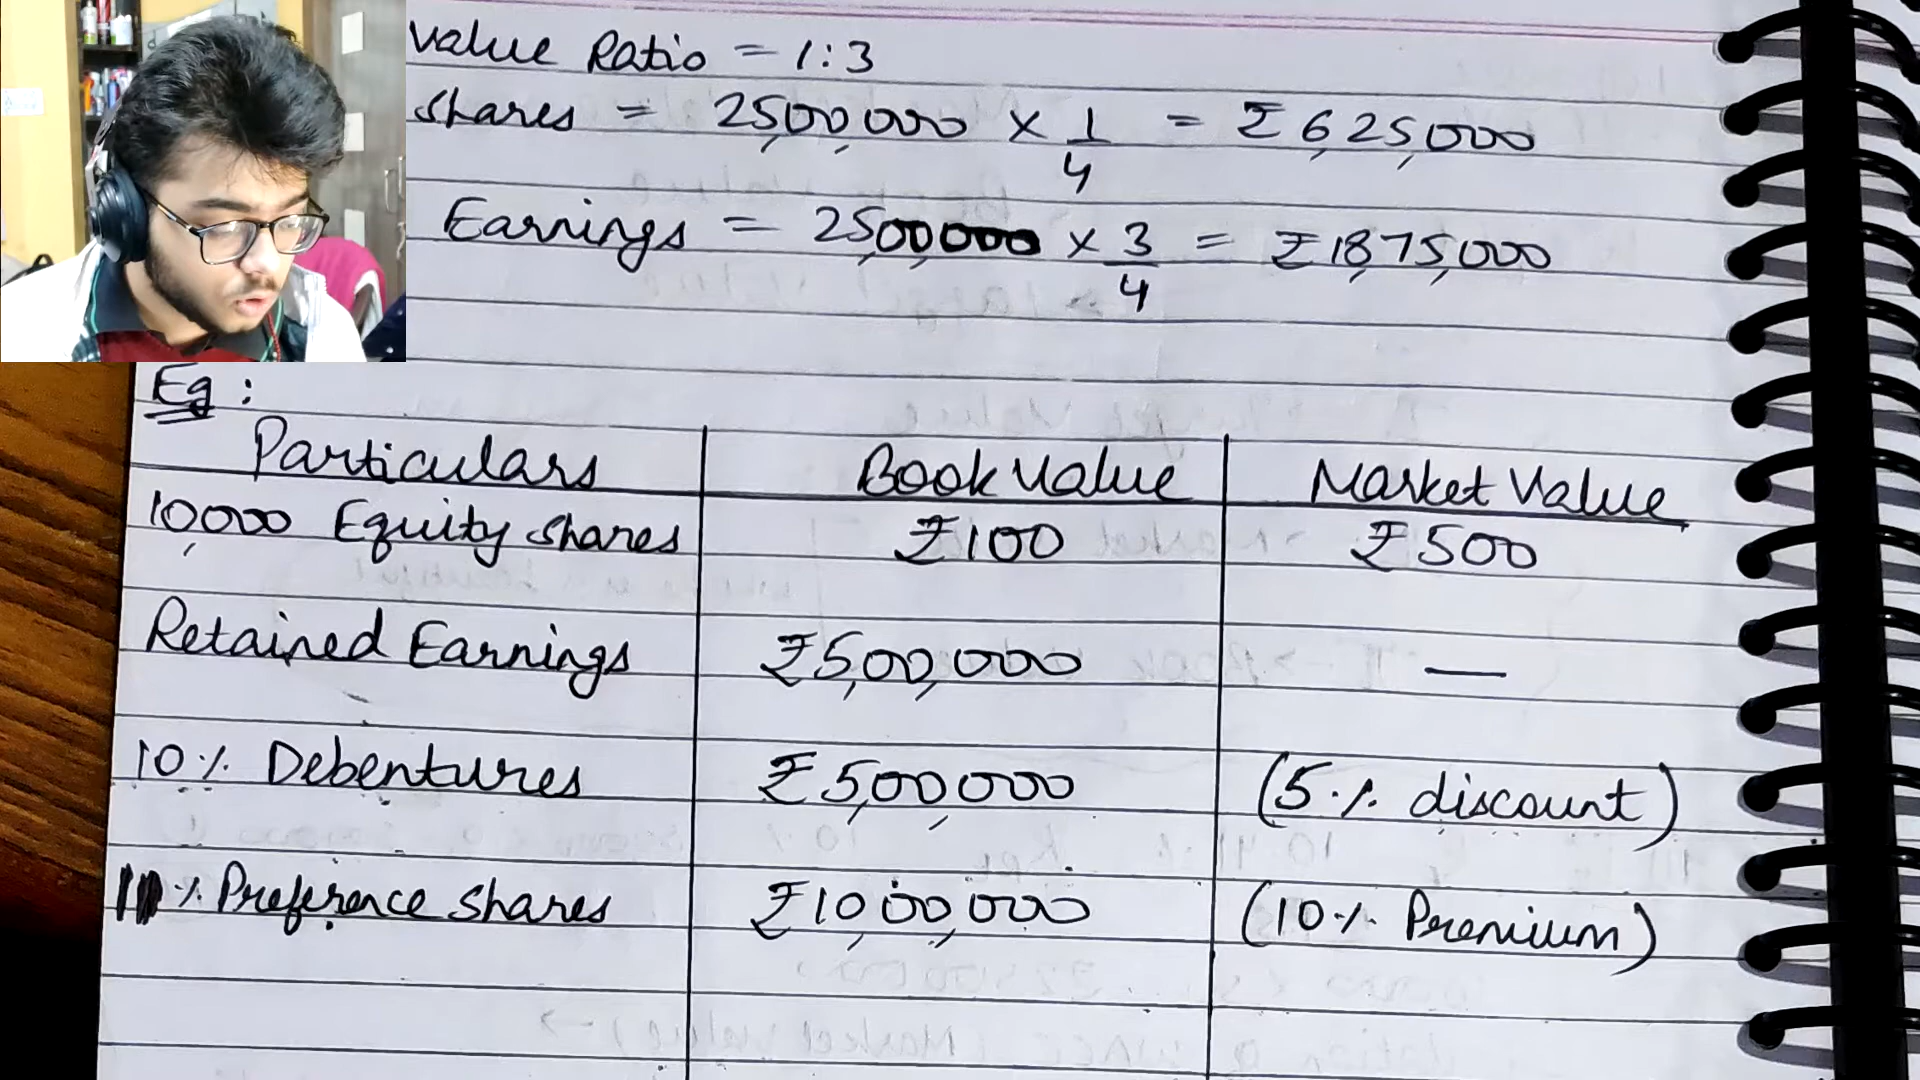 Value Ratio = 1:3
Shares = 25,00,000 × 1/4 = ₹6,25,000
Earnings = 25,00,000 × 3/4 = ₹18,75,000
Eg :
Particulars Book Value Market Value
10,000 Equity Shares ₹100 ₹500
Retained Earnings ₹5,00,000 —
10% Debentures ₹5,00,000 (5% discount)
% Preference Shares ₹10,00,000 (10% Premium)